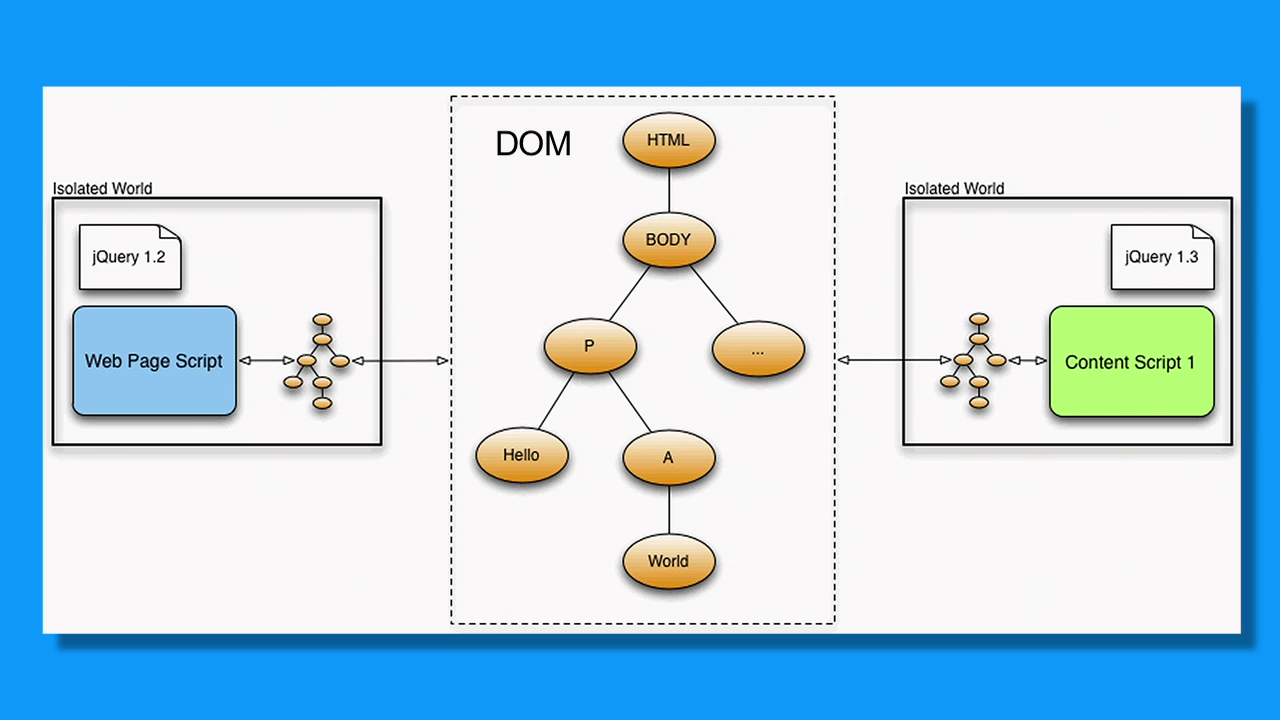 DOM
HTML
Isolated World
Isolated World
BODY
jQuery 1.2
jQuery 1.3
P
...
Web Page Script
Content Script 1
Hello
A
World